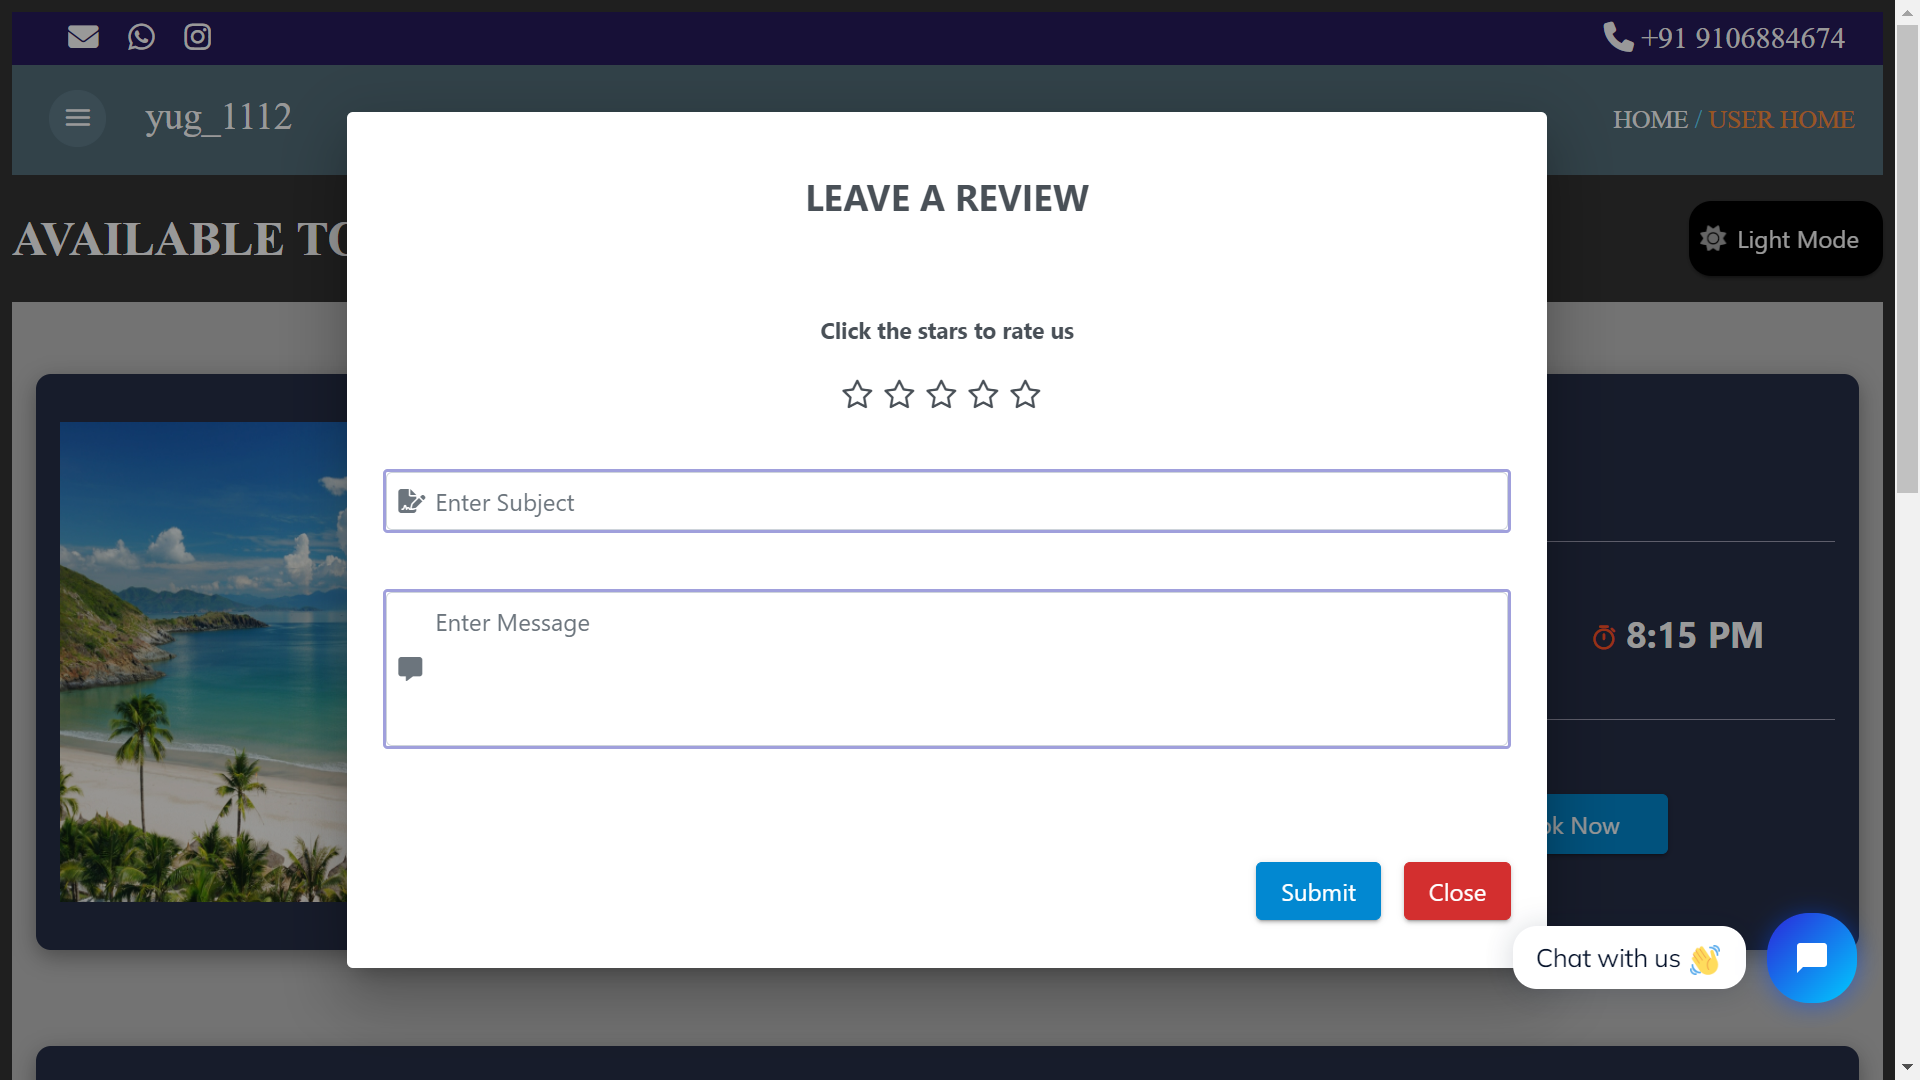 +91 9106884674
yug_1112
HOME / USER HOME
LEAVE A REVIEW
AVAILABLE
Light Mode
Click the stars to rate us
Enter Subject
Enter Message
8:15 PM
Now
Submit
Close
Chat with us 👋